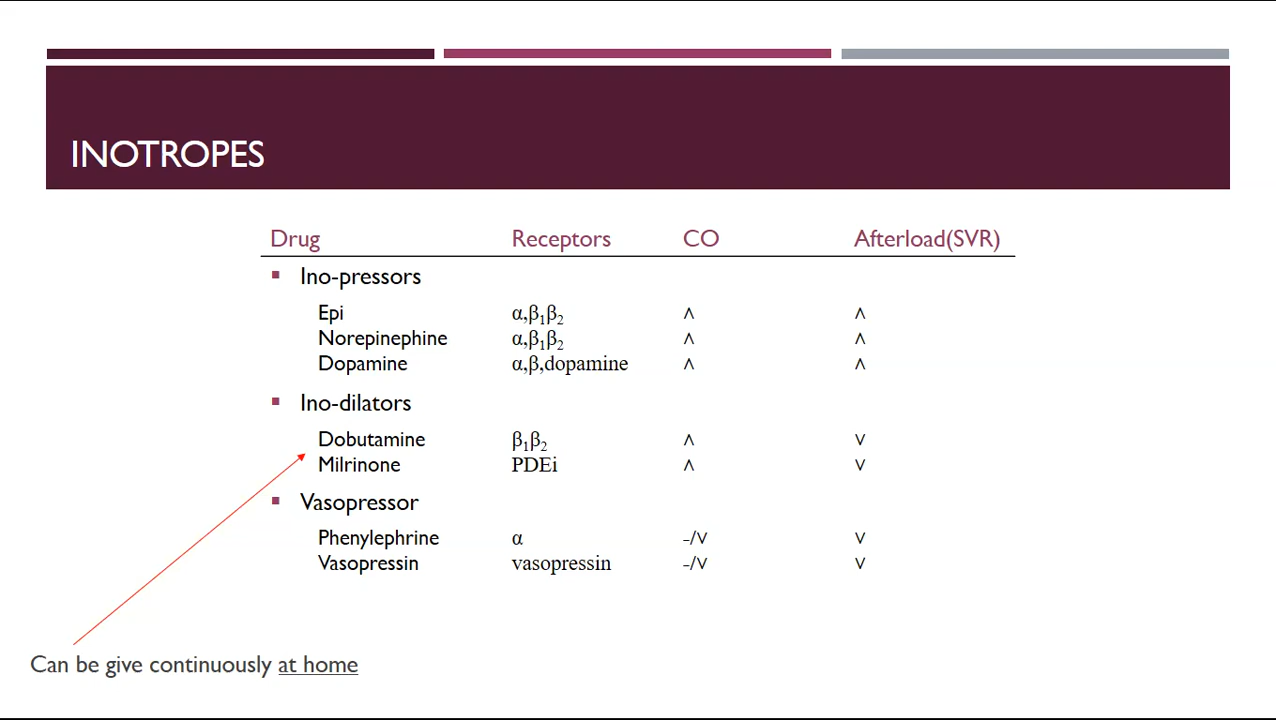 INOTROPES
Drug Receptors CO Afterload(SVR)
▪ Ino-pressors
Epi α,β₁β₂ ˄ ˄
Norepinephine α,β₁β₂ ˄ ˄
Dopamine α,β,dopamine ˄ ˄
▪ Ino-dilators
Dobutamine β₁β₂ ˄ ˅
Milrinone PDEi ˄ ˅
▪ Vasopressor
Phenylephrine α -/˅ ˅
Vasopressin vasopressin -/˅ ˅
Can be give continuously at home